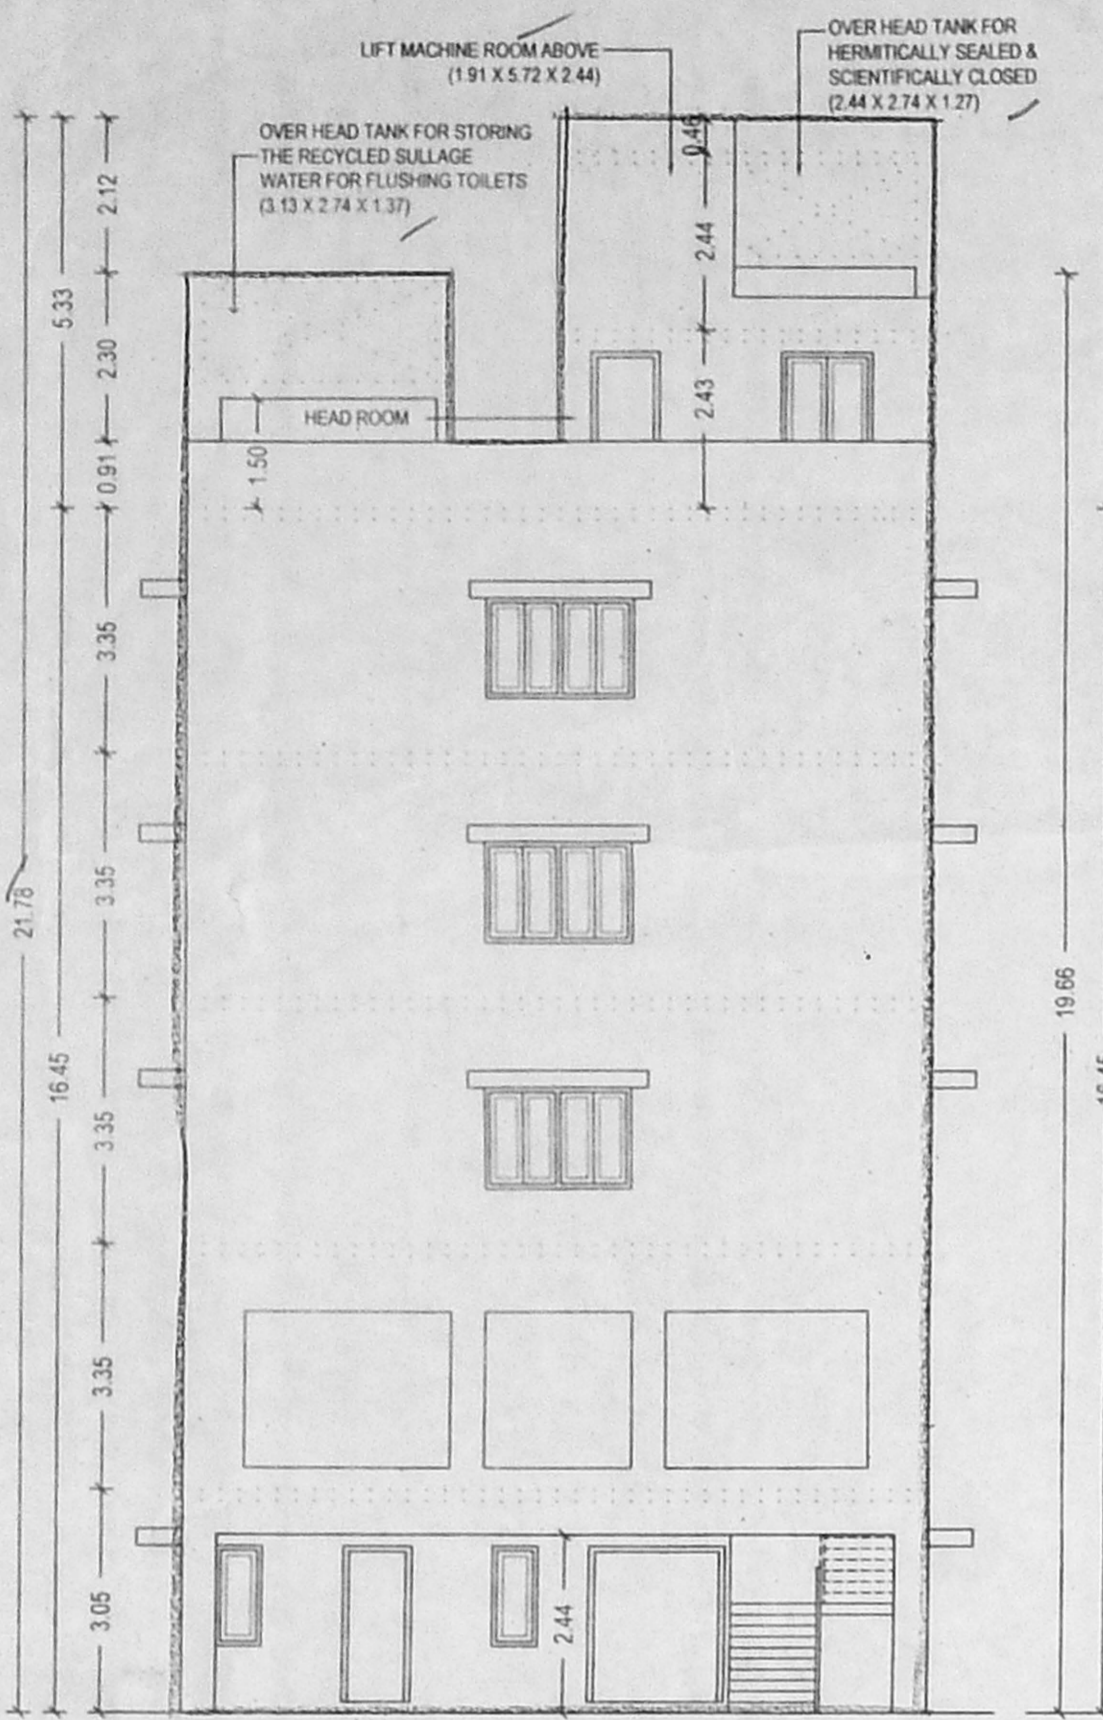 LIFT MACHINE ROOM ABOVE
(1.91 X 5.72 X 2.44)
OVER HEAD TANK FOR
HERMITICALLY SEALED &
SCIENTIFICALLY CLOSED
(2.44 X 2.74 X 1.27)
OVER HEAD TANK FOR STORING
THE RECYCLED SULLAGE
WATER FOR FLUSHING TOILETS
(3.13 X 2.74 X 1.37)
0.46
2.12
2.44
5.33
2.30
2.43
HEAD ROOM
0.91
1.50
3.35
3.35
21.78
19.66
16.45
16.45
3.35
3.35
3.05
2.44